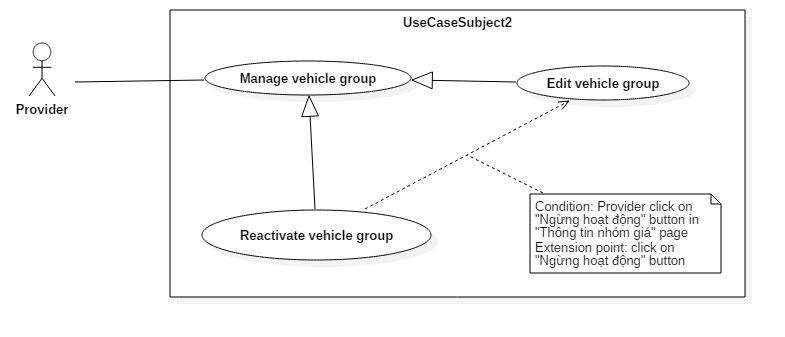 UseCaseSubject2
Manage vehicle group
Edit vehicle group
Provider
Reactivate vehicle group
Condition: Provider click on
"Ngừng hoạt động" button in
"Thông tin nhóm giá" page
Extension point: click on
"Ngừng hoạt động" button